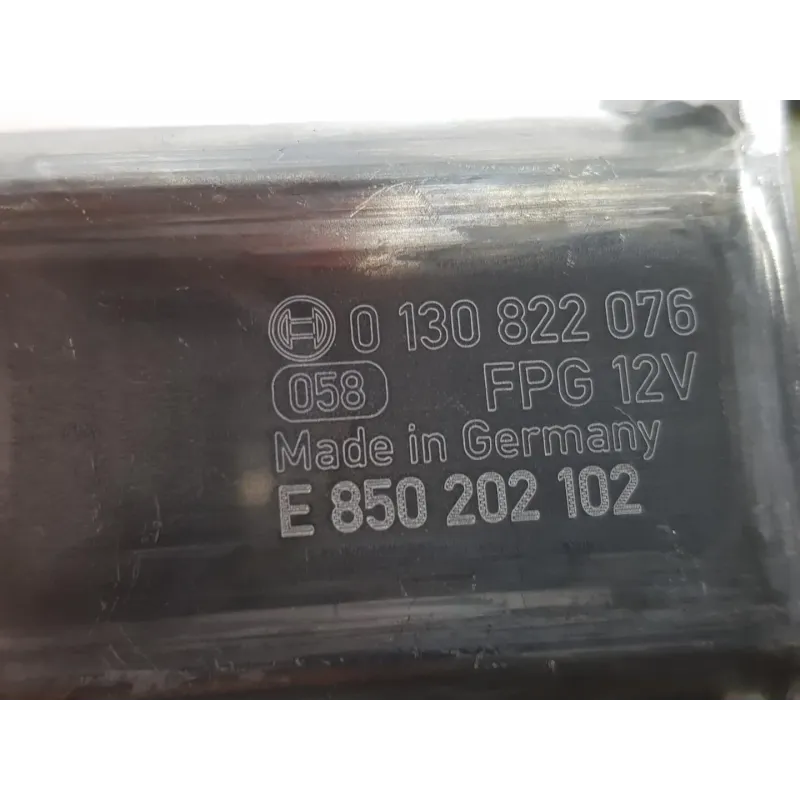 0 130 822 076
058 FPG 12V
Made in Germany
E 850 202 102